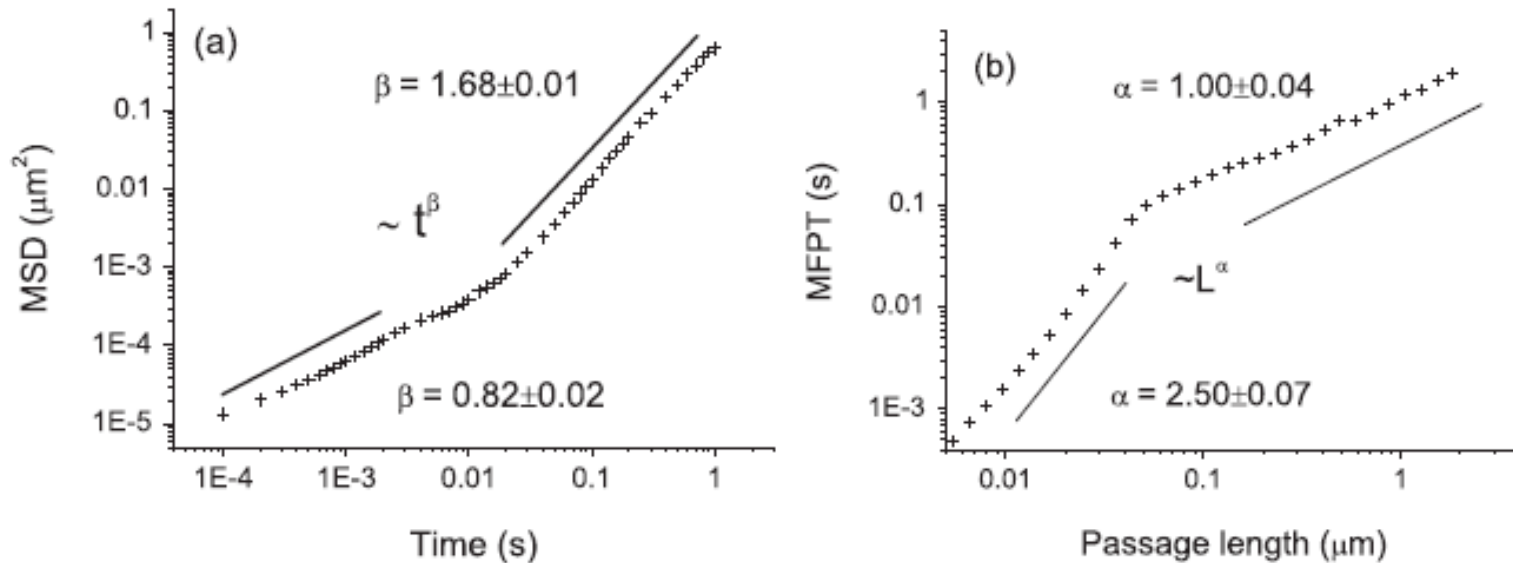 (a)
β = 1.68±0.01
~ t^β
β = 0.82±0.02
MSD (μm²)
1
0.1
0.01
1E-3
1E-4
1E-5
1E-4 1E-3 0.01 0.1 1
Time (s)
(b)
α = 1.00±0.04
~L^α
α = 2.50±0.07
MFPT (s)
1
0.1
0.01
1E-3
0.01 0.1 1
Passage length (μm)